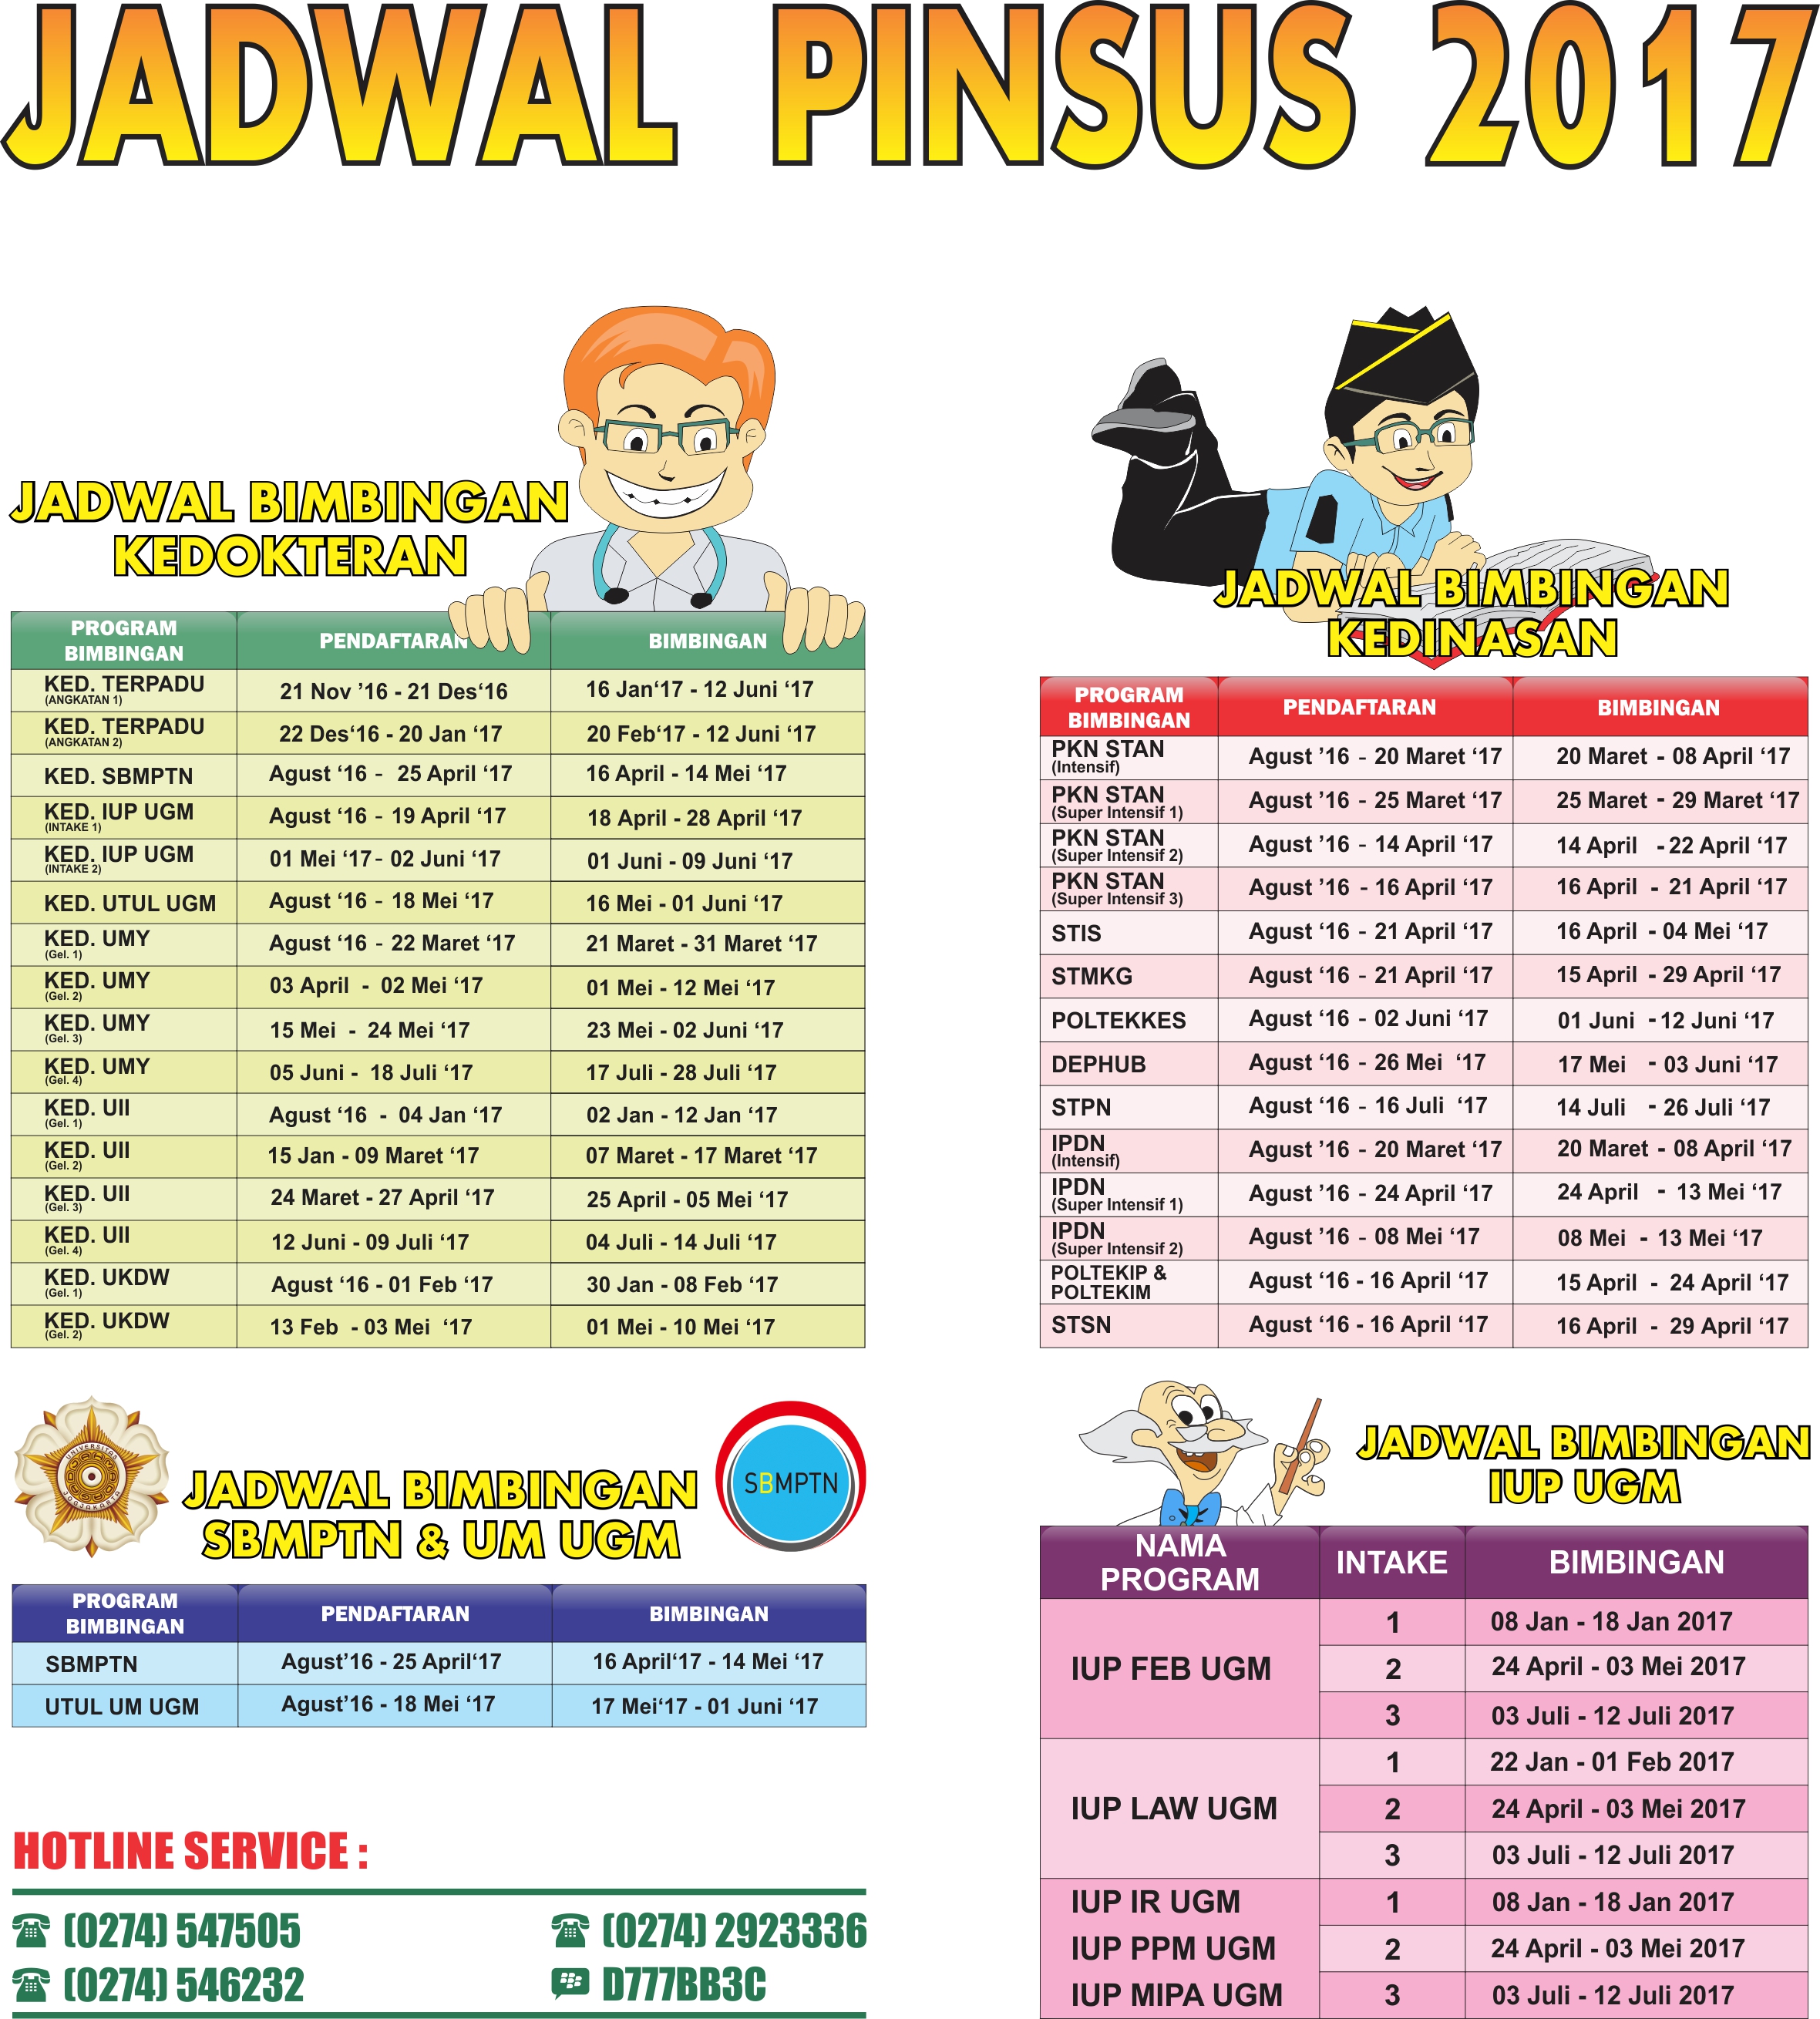 JADWAL PINSUS 2017
JADWAL BIMBINGAN
KEDOKTERAN
PROGRAM
BIMBINGAN
PENDAFTARAN
BIMBINGAN
KED. TERPADU
(ANGKATAN 1)
21 Nov ’16 - 21 Des‘16
16 Jan‘17 - 12 Juni ‘17
KED. TERPADU
(ANGKATAN 2)
22 Des‘16 - 20 Jan ‘17
20 Feb‘17 - 12 Juni ‘17
KED. SBMPTN
Agust ‘16 - 25 April ‘17
16 April - 14 Mei ‘17
KED. IUP UGM
(INTAKE 1)
Agust ‘16 - 19 April ‘17
18 April - 28 April ‘17
KED. IUP UGM
(INTAKE 2)
01 Mei ‘17- 02 Juni ‘17
01 Juni - 09 Juni ‘17
KED. UTUL UGM
Agust ‘16 - 18 Mei ‘17
16 Mei - 01 Juni ‘17
KED. UMY
(Gel. 1)
Agust ‘16 - 22 Maret ‘17
21 Maret - 31 Maret ‘17
KED. UMY
(Gel. 2)
03 April - 02 Mei ‘17
01 Mei - 12 Mei ‘17
KED. UMY
(Gel. 3)
15 Mei - 24 Mei ‘17
23 Mei - 02 Juni ‘17
KED. UMY
(Gel. 4)
05 Juni - 18 Juli ‘17
17 Juli - 28 Juli ‘17
KED. UII
(Gel. 1)
Agust ‘16 - 04 Jan ‘17
02 Jan - 12 Jan ‘17
KED. UII
(Gel. 2)
15 Jan - 09 Maret ‘17
07 Maret - 17 Maret ‘17
KED. UII
(Gel. 3)
24 Maret - 27 April ‘17
25 April - 05 Mei ‘17
KED. UII
(Gel. 4)
12 Juni - 09 Juli ‘17
04 Juli - 14 Juli ‘17
KED. UKDW
(Gel. 1)
Agust ‘16 - 01 Feb ‘17
30 Jan - 08 Feb ‘17
KED. UKDW
(Gel. 2)
13 Feb - 03 Mei ‘17
01 Mei - 10 Mei ‘17
JADWAL BIMBINGAN
KEDINASAN
PROGRAM
BIMBINGAN
PENDAFTARAN
BIMBINGAN
PKN STAN
(Intensif)
Agust ’16 - 20 Maret ‘17
20 Maret - 08 April ‘17
PKN STAN
(Super Intensif 1)
Agust ’16 - 25 Maret ‘17
25 Maret - 29 Maret ‘17
PKN STAN
(Super Intensif 2)
Agust ’16 - 14 April ‘17
14 April - 22 April ‘17
PKN STAN
(Super Intensif 3)
Agust ’16 - 16 April ‘17
16 April - 21 April ‘17
STIS
Agust ‘16 - 21 April ‘17
16 April - 04 Mei ‘17
STMKG
Agust ‘16 - 21 April ‘17
15 April - 29 April ‘17
POLTEKKES
Agust ‘16 - 02 Juni ‘17
01 Juni - 12 Juni ‘17
DEPHUB
Agust ‘16 - 26 Mei ‘17
17 Mei - 03 Juni ‘17
STPN
Agust ‘16 - 16 Juli ‘17
14 Juli - 26 Juli ‘17
IPDN
(Intensif)
Agust ’16 - 20 Maret ‘17
20 Maret - 08 April ‘17
IPDN
(Super Intensif 1)
Agust ’16 - 24 April ‘17
24 April - 13 Mei ‘17
IPDN
(Super Intensif 2)
Agust ’16 - 08 Mei ‘17
08 Mei - 13 Mei ‘17
POLTEKIP &
POLTEKIM
Agust ‘16 - 16 April ‘17
15 April - 24 April ‘17
STSN
Agust ‘16 - 16 April ‘17
16 April - 29 April ‘17
UNIVERSITAS
GADJAH MADA
JOGJAKARTA
JADWAL BIMBINGAN
SBMPTN & UM UGM
SBMPTN
PROGRAM
BIMBINGAN
PENDAFTARAN
BIMBINGAN
SBMPTN
Agust’16 - 25 April‘17
16 April‘17 - 14 Mei ‘17
UTUL UM UGM
Agust’16 - 18 Mei ‘17
17 Mei‘17 - 01 Juni ‘17
JADWAL BIMBINGAN
IUP UGM
NAMA
PROGRAM
INTAKE
BIMBINGAN
IUP FEB UGM
1
08 Jan - 18 Jan 2017
2
24 April - 03 Mei 2017
3
03 Juli - 12 Juli 2017
IUP LAW UGM
1
22 Jan - 01 Feb 2017
2
24 April - 03 Mei 2017
3
03 Juli - 12 Juli 2017
IUP IR UGM
1
08 Jan - 18 Jan 2017
IUP PPM UGM
2
24 April - 03 Mei 2017
IUP MIPA UGM
3
03 Juli - 12 Juli 2017
HOTLINE SERVICE :
(0274) 547505
(0274) 2923336
(0274) 546232
D777BB3C